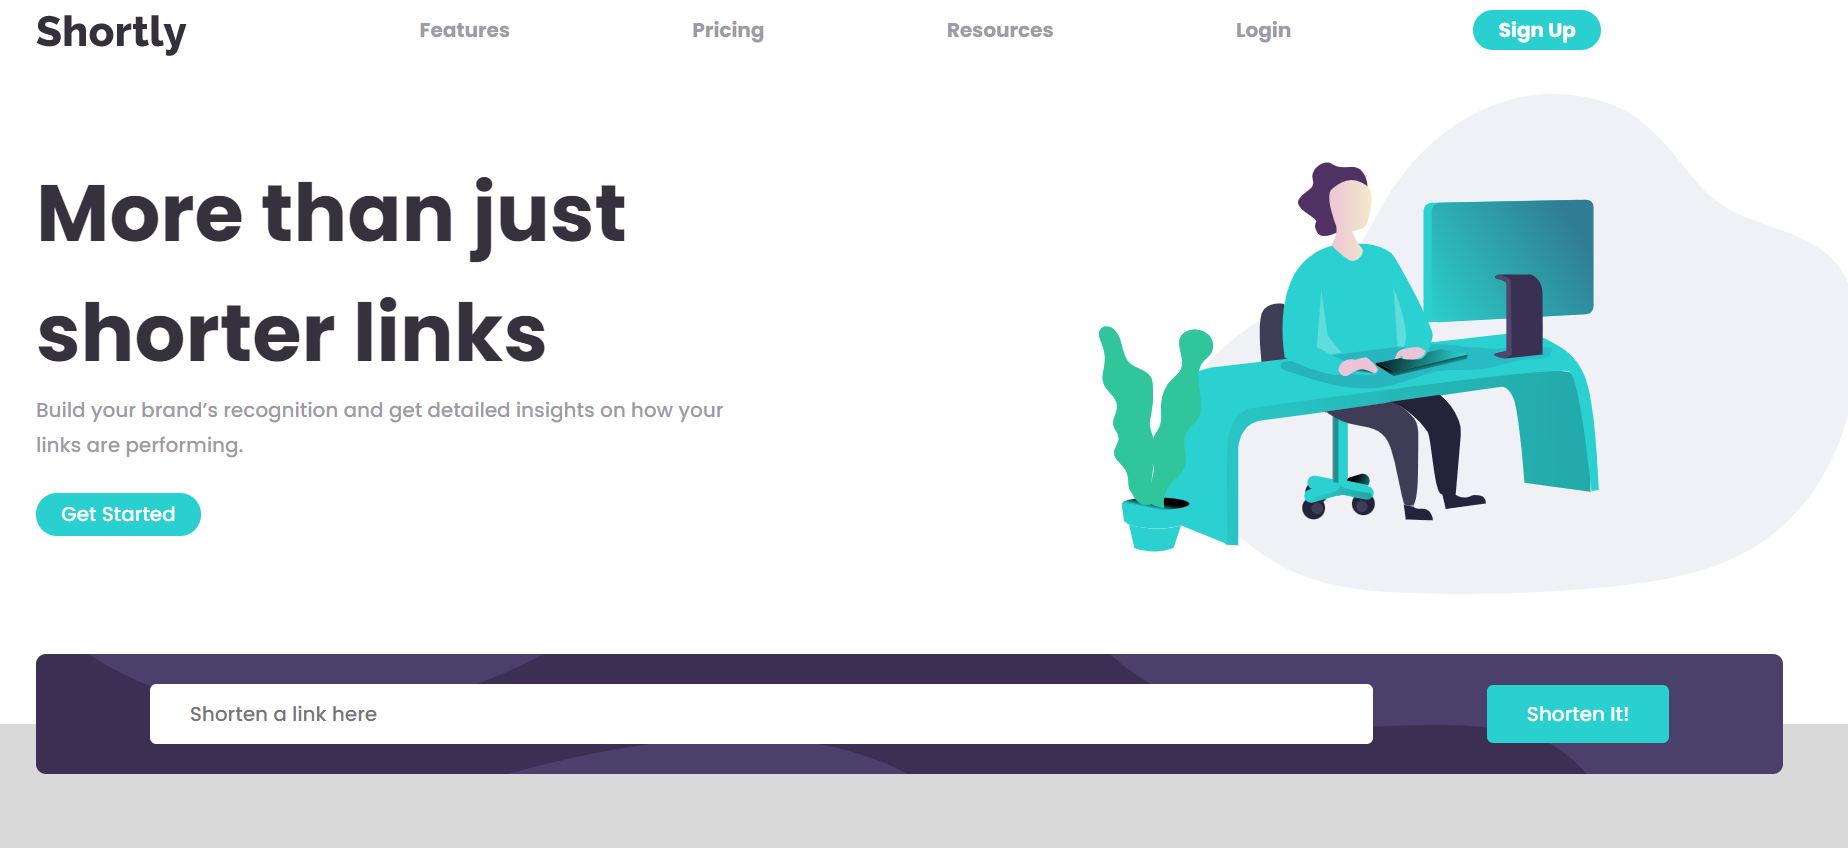 Shortly
Features
Pricing
Resources
Login
Sign Up
More than just
shorter links
Build your brand’s recognition and get detailed insights on how your
links are performing.
Get Started
Shorten a link here
Shorten It!